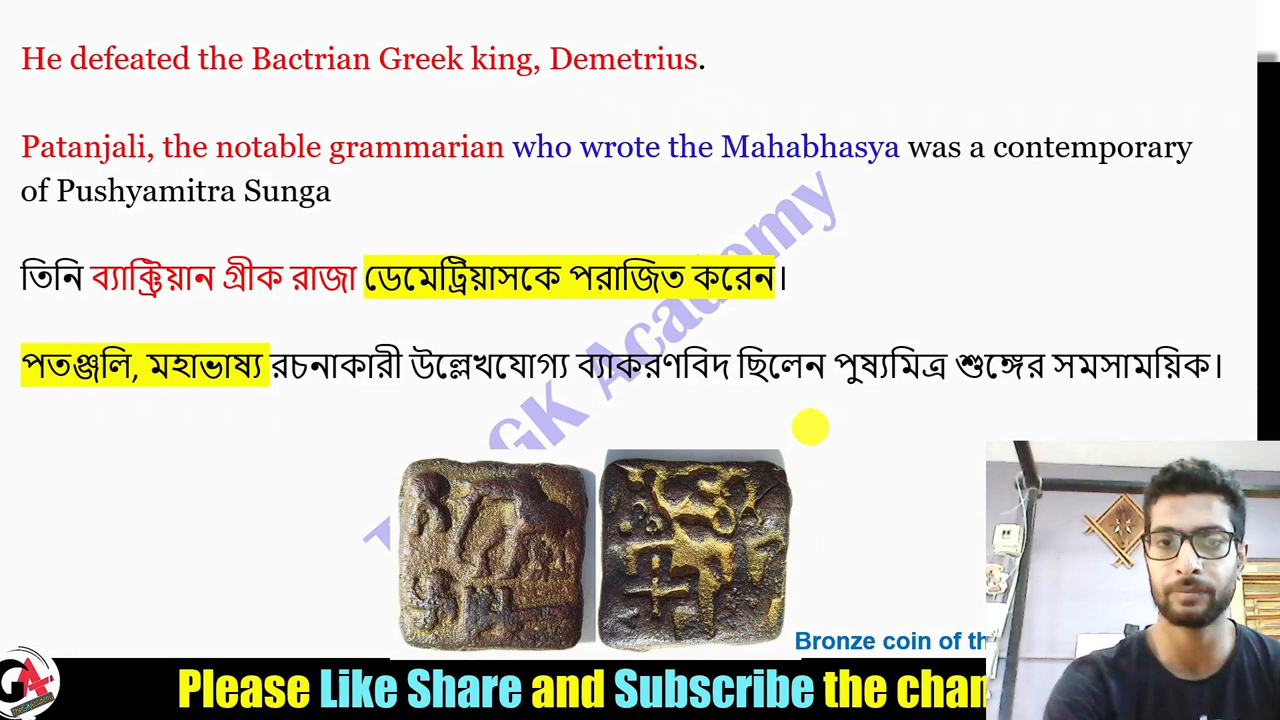 He defeated the Bactrian Greek king, Demetrius.
Patanjali, the notable grammarian who wrote the Mahabhasya was a contemporary
of Pushyamitra Sunga
তিনি ব্যাক্ট্রিয়ান গ্রীক রাজা ডেমেট্রিয়াসকে পরাজিত করেন।
পতঞ্জলি, মহাভাষ্য রচনাকারী উল্লেখযোগ্য ব্যাকরণবিদ ছিলেন পুষ্যমিত্র শুঙ্গের সমসাময়িক।
GK Academy
Bronze coin of th
Please Like Share and Subscribe the chan